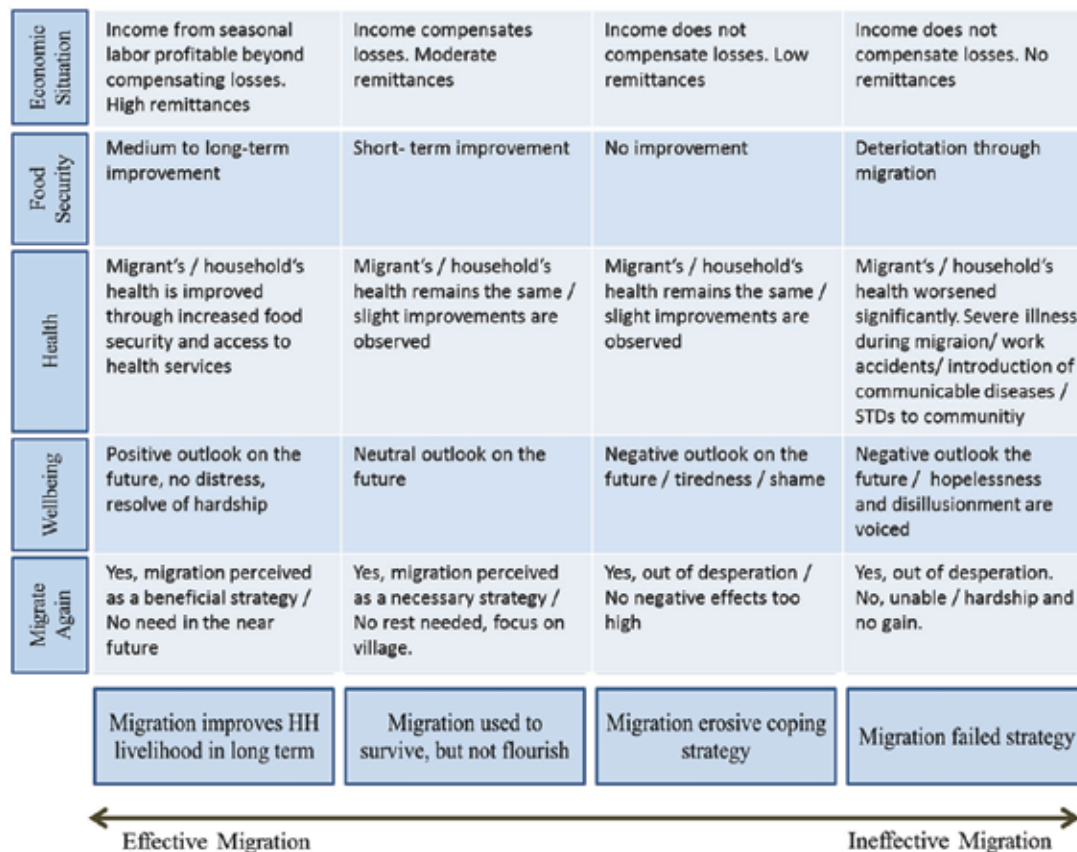 Economic
Situation
Income from seasonal
labor profitable beyond
compensating losses.
High remittances
Income compensates
losses. Moderate
remittances
Income does not
compensate losses. Low
remittances
Income does not
compensate losses. No
remittances
Food
Security
Medium to long-term
improvement
Short- term improvement
No improvement
Deteriotation through
migration
Health
Migrant's / household's
health is improved
through increased food
security and access to
health services
Migrant's / household's
health remains the same /
slight improvements are
observed
Migrant's / household's
health remains the same /
slight improvements are
observed
Migrant's / household's
health worsened
significantly. Severe illness
during migraion/ work
accidents/ introduction of
communicable diseases /
STDs to communitiy
Wellbeing
Positive outlook on the
future, no distress,
resolve of hardship
Neutral outlook on the
future
Negative outlook on the
future / tiredness / shame
Negative outlook the
future /  hopelessness
and disillusionment are
voiced
Migrate
Again
Yes, migration perceived
as a beneficial strategy /
No need in the near
future
Yes, migration perceived
as a necessary strategy /
No rest needed, focus on
village.
Yes, out of desperation /
No negative effects too
high
Yes, out of desperation.
No, unable / hardship and
no gain.
Migration improves HH
livelihood in long term
Migration used to
survive, but not flourish
Migration erosive coping
strategy
Migration failed strategy
Effective Migration
Ineffective Migration